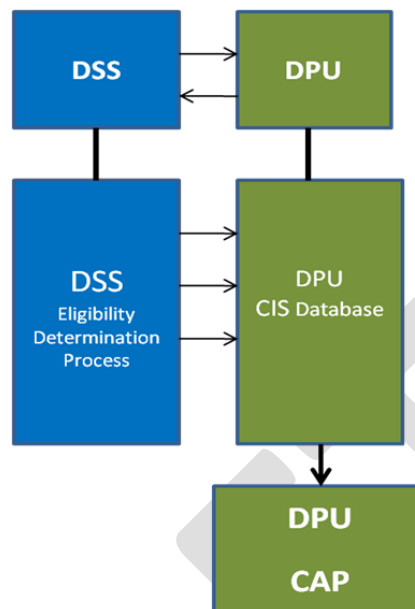 DSS
DPU
DSS
Eligibility
Determination
Process
DPU
CIS Database
DPU
CAP